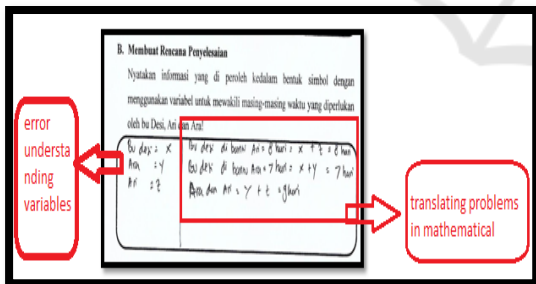 B. Membuat Rencana Penyelesaian
Nyatakan informasi yang di peroleh kedalam bentuk simbol dengan
menggunakan variabel untuk mewakili masing-masing waktu yang diperlukan
oleh bu Desi, Ari dan Ara!
Bu desi = x
Ara = y
Ari = z
Bu desi di bantu Ari = 8 hari = x + z = 8 hari
Bu desi di bantu Ara = 7 hari = x + y = 7 hari
Ara dan Ari = y + z = 9 hari
error
understa
nding
variables
translating problems
in mathematical